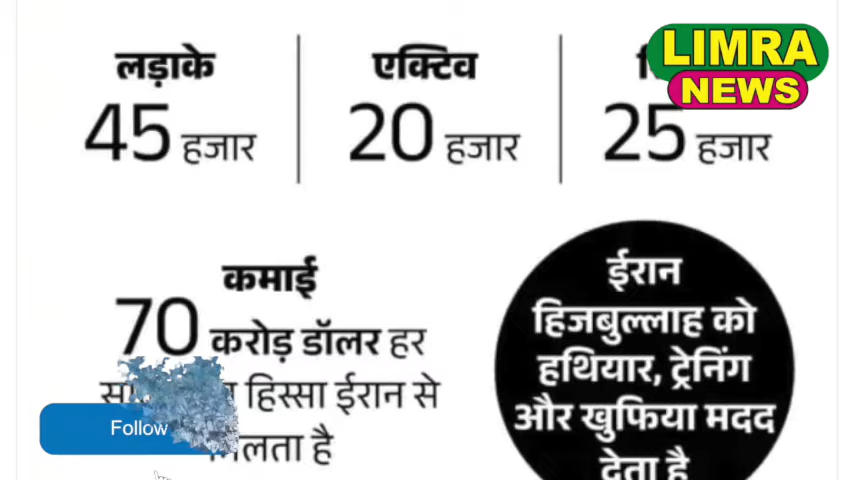 लड़ाके
45 हजार
एक्टिव
20 हजार
25 हजार
LIMRA
NEWS
कमाई
70 करोड़ डॉलर हर
हिस्सा ईरान से
है
ईरान
हिजबुल्लाह को
हथियार, ट्रेनिंग
और खुफिया मदद
देता है
Follow